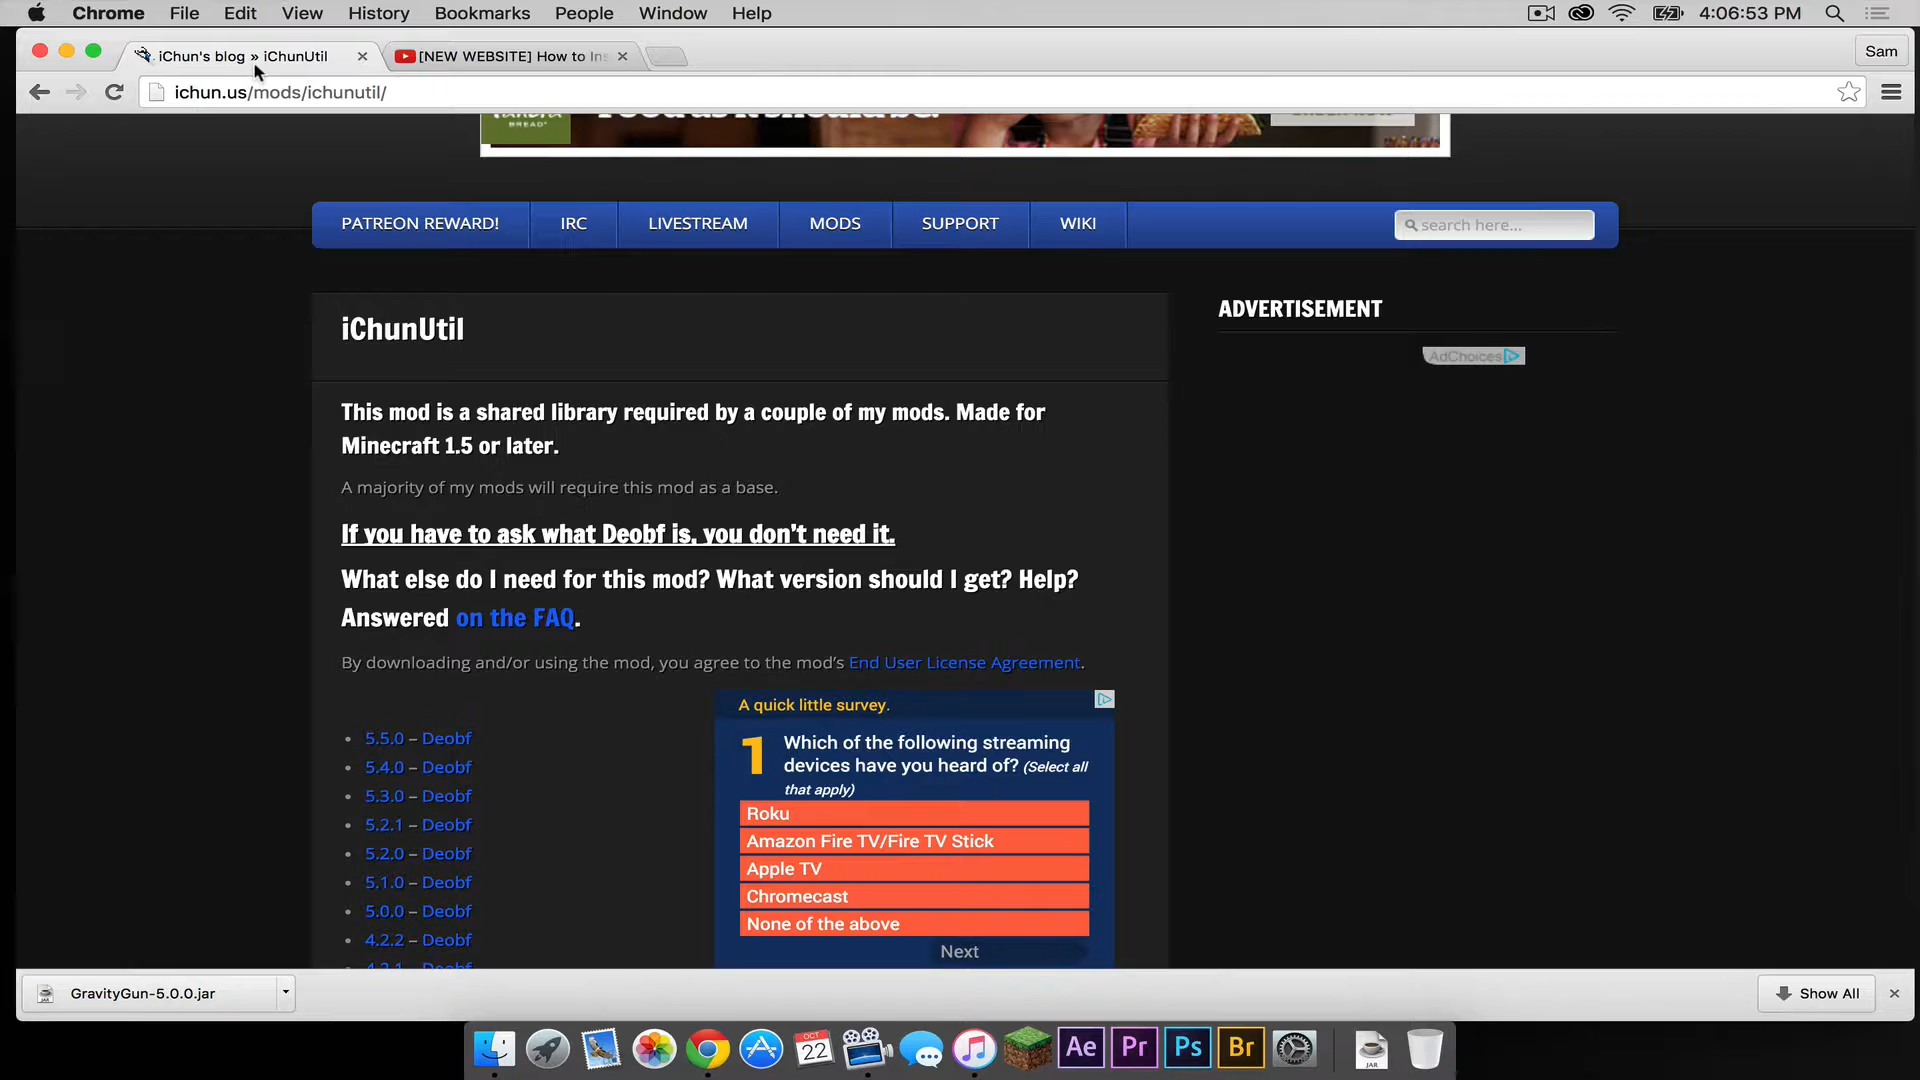 Chrome File Edit View History Bookmarks People Window Help 4:06:53 PM
iChun's blog » iChunUtil [NEW WEBSITE] How to Ins Sam
ichun.us/mods/ichunutil/
BREAD
PATREON REWARD! IRC LIVESTREAM MODS SUPPORT WIKI search here...
iChunUtil
ADVERTISEMENT
AdChoices
This mod is a shared library required by a couple of my mods. Made for
Minecraft 1.5 or later.
A majority of my mods will require this mod as a base.
If you have to ask what Deobf is, you don't need it.
What else do I need for this mod? What version should I get? Help?
Answered on the FAQ.
By downloading and/or using the mod, you agree to the mod's End User License Agreement.
• 5.5.0 – Deobf
• 5.4.0 – Deobf
• 5.3.0 – Deobf
• 5.2.1 – Deobf
• 5.2.0 – Deobf
• 5.1.0 – Deobf
• 5.0.0 – Deobf
• 4.2.2 – Deobf
A quick little survey.
1 Which of the following streaming
devices have you heard of? (Select all
that apply)
Roku
Amazon Fire TV/Fire TV Stick
Apple TV
Chromecast
None of the above
Next
GravityGun-5.0.0.jar Show All
OCT
22
Ae Pr Ps Br
JAR